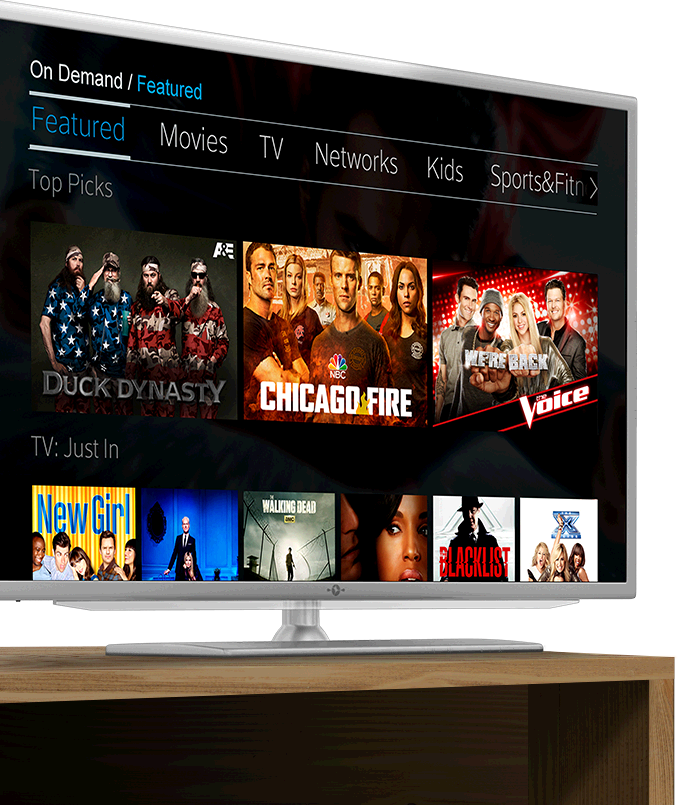 On Demand / Featured
Featured Movies TV Networks Kids Sports&Fitn
Top Picks
A&E
DUCK DYNASTY
NBC
CHICAGO FIRE
WE'RE BACK
the Voice
TV: Just In
New Girl
THE WALKING DEAD
AMC
BLACKLIST
X